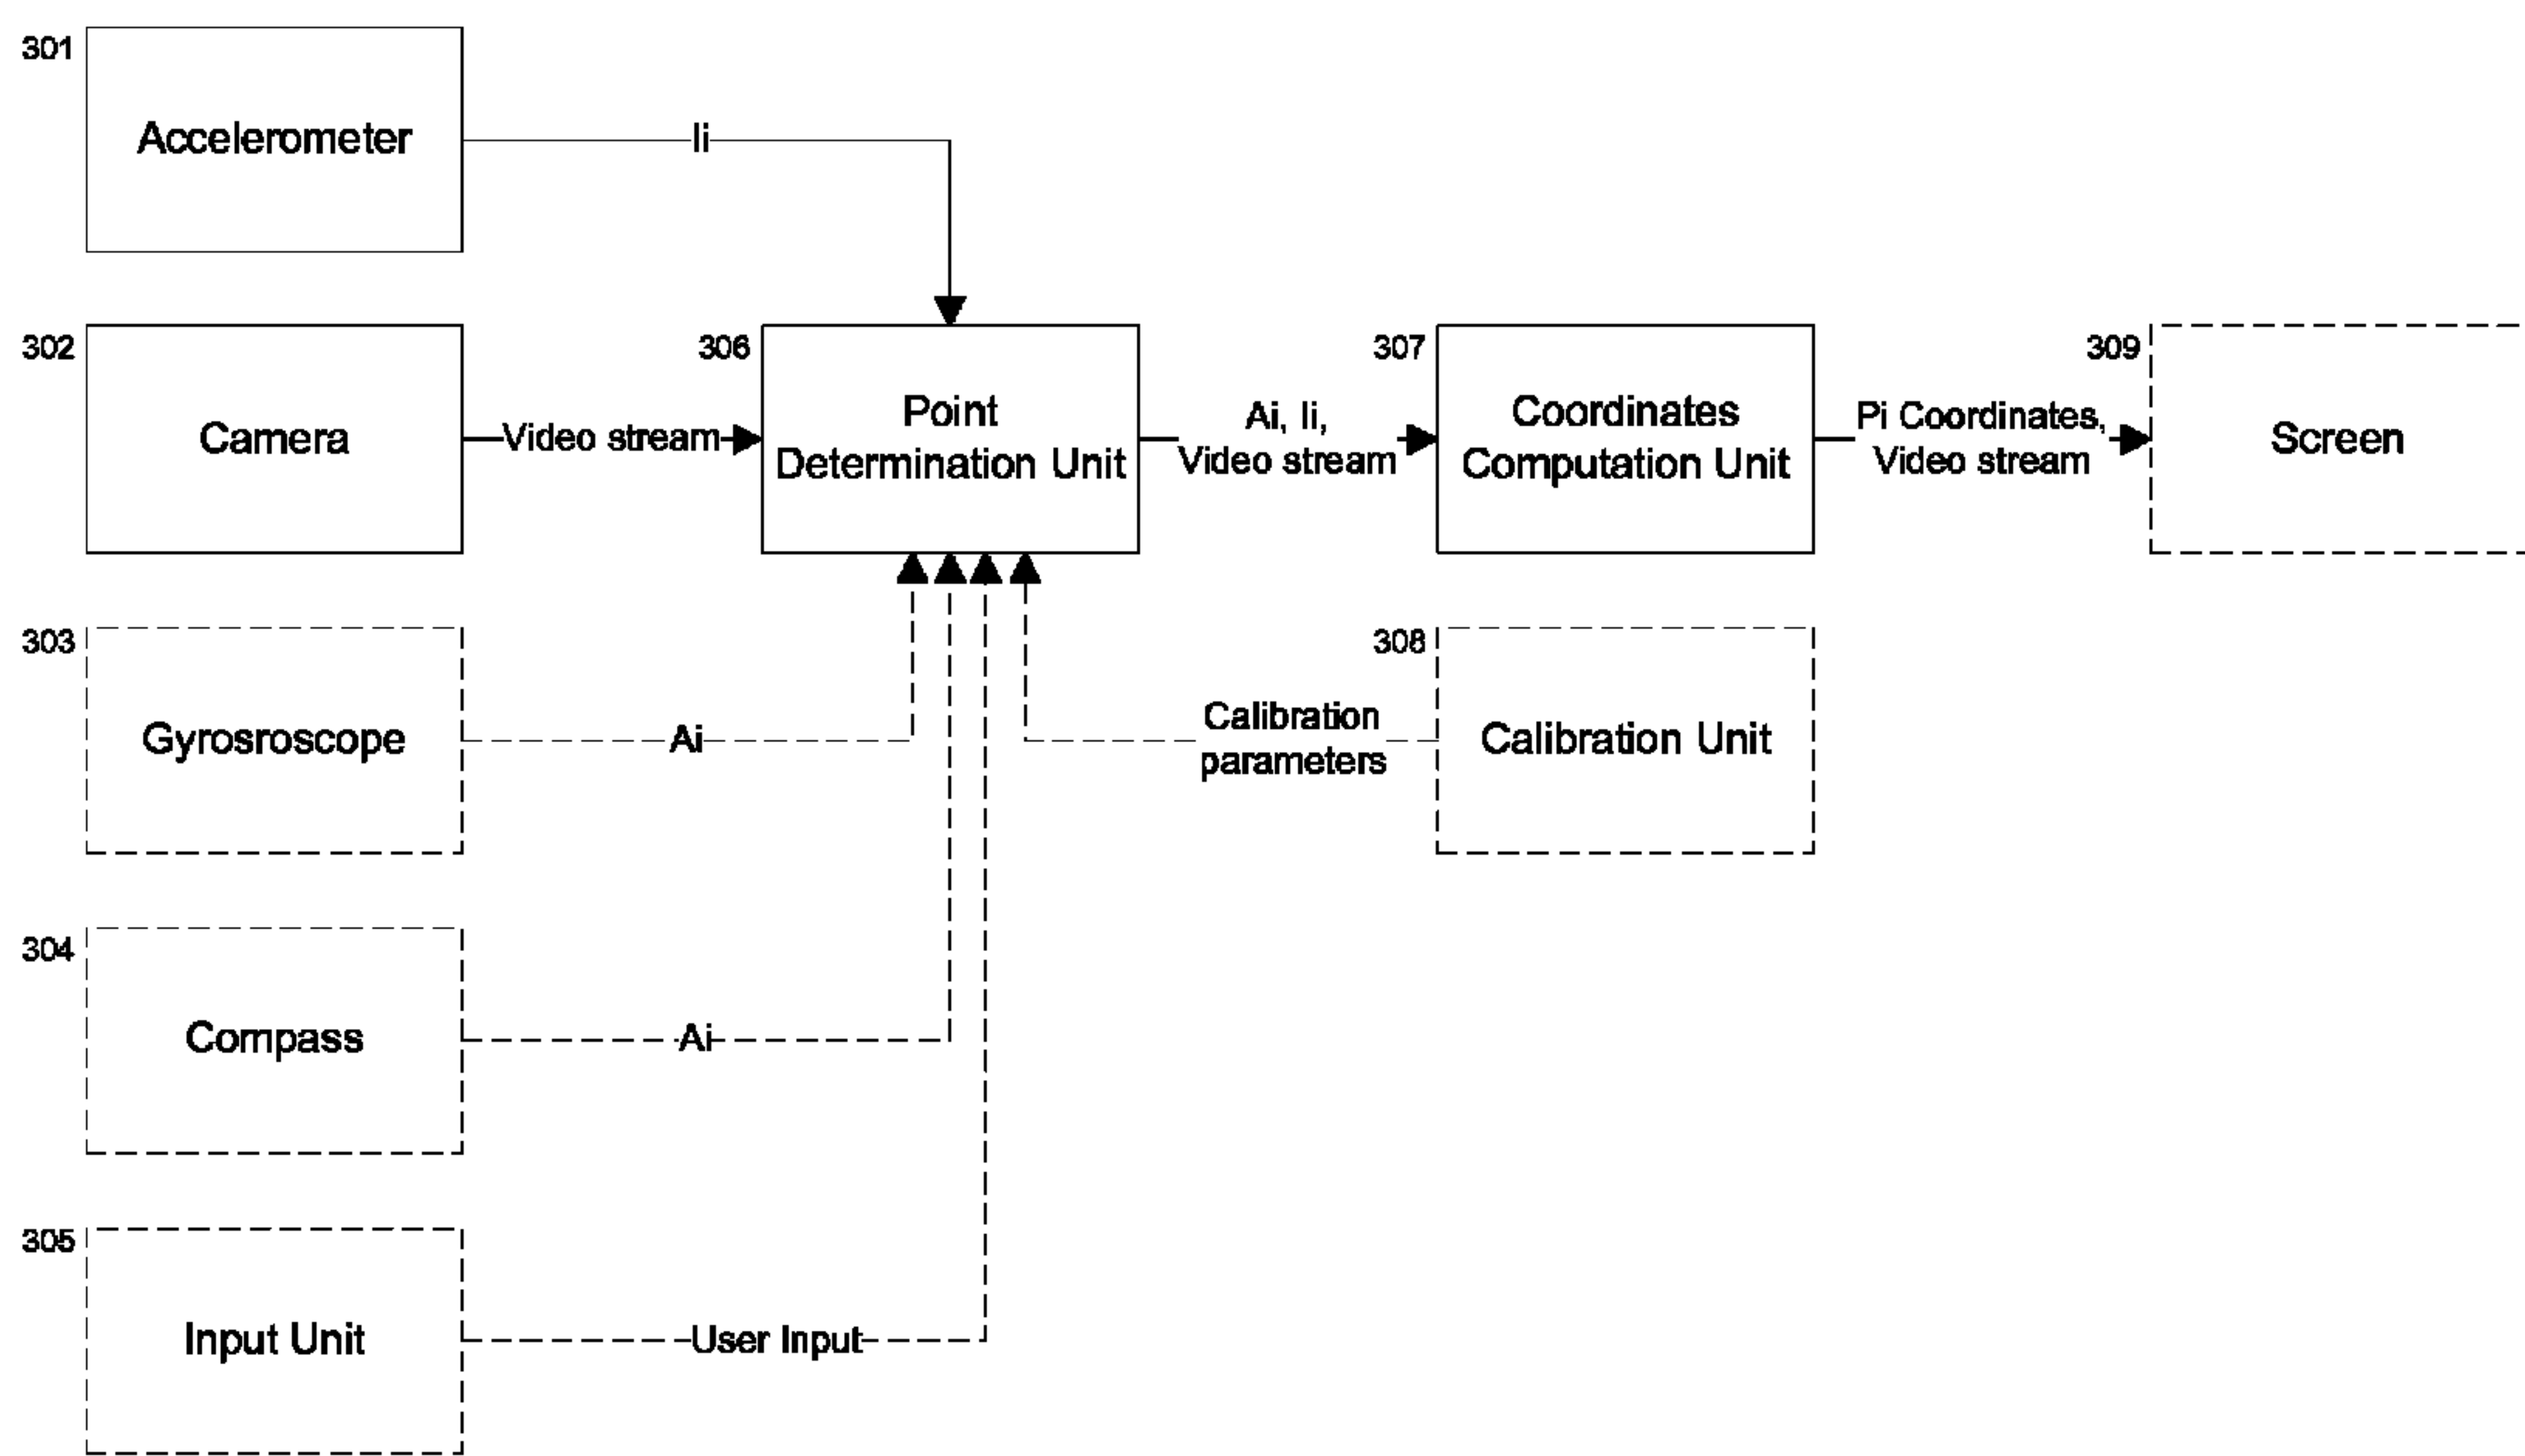 301
Accelerometer
Ii
302
Camera
Video stream
306
Point
Determination Unit
Ai, Ii,
Video stream
307
Coordinates
Computation Unit
Pi Coordinates,
Video stream
309
Screen
303
Gyrosroscope
Ai
308
Calibration
parameters
Calibration Unit
304
Compass
Ai
305
Input Unit
User Input